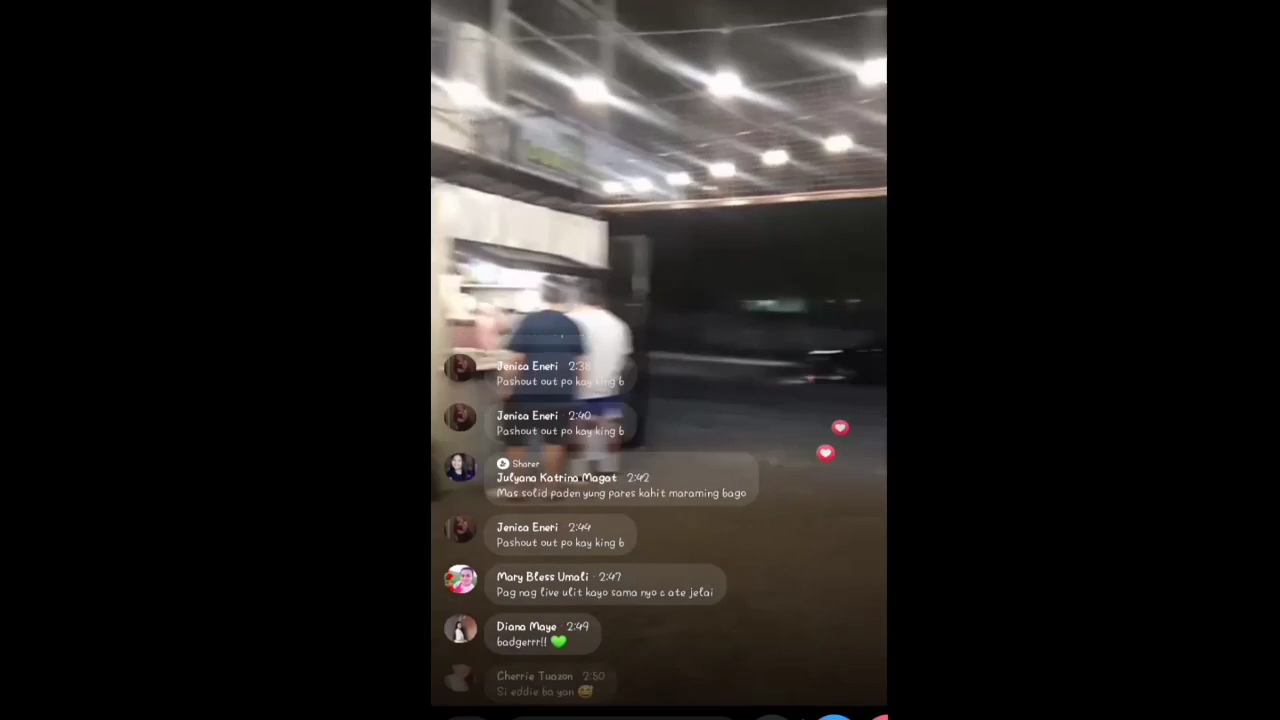 Jenica Eneri 2:38
Pashout out po kay king b
Jenica Eneri 2:40
Pashout out po kay king b
Sharer
Julyana Katrina Magat 2:42
Mas solid paden yung pares kahit maraming bago
Jenica Eneri 2:44
Pashout out po kay king b
Mary Bless Umali · 2:47
Pag nag live ulit kayo sama nyo c ate jelai
Diana Maye 2:49
badgerrr!! 💚
Cherrie Tuazon 2:50
Si eddie ba yan 😅